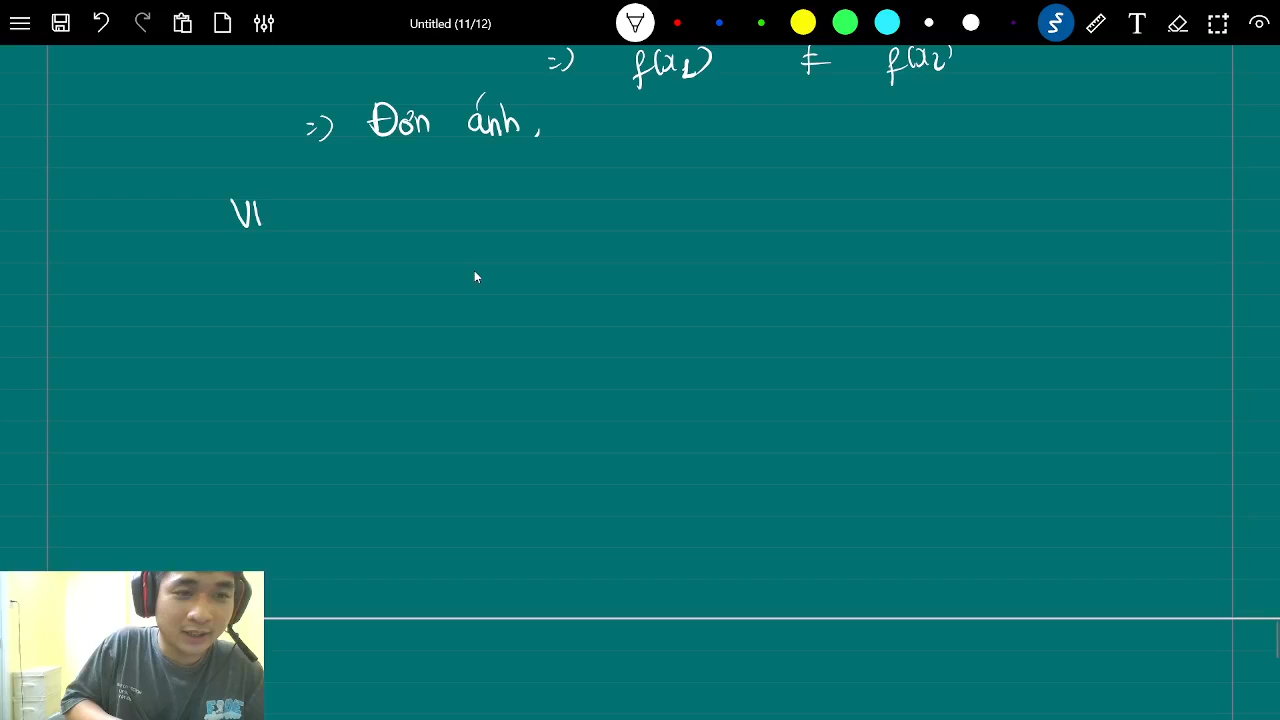 Untitled (11/12)
=> f(x1) ≠ f(x2)
=> Đơn ánh,
VI